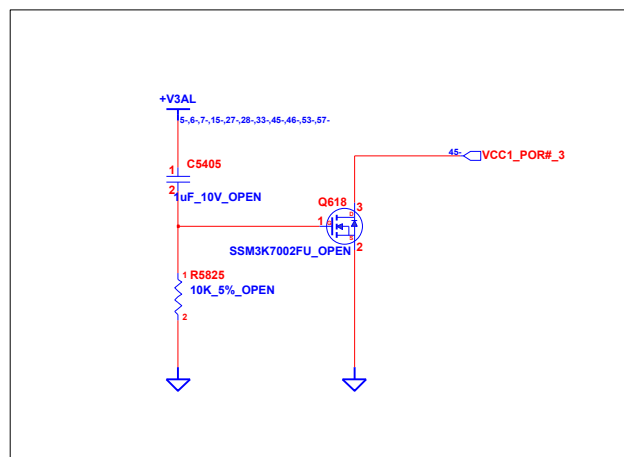 +V3AL
5-,6-,7-,15-,27-,28-,33-,45-,46-,53-,57-
1 C5405
2
1uF_10V_OPEN
45- VCC1_POR#_3
Q618
3
D
1 G
S
2
SSM3K7002FU_OPEN
1 R5825
10K_5%_OPEN
2